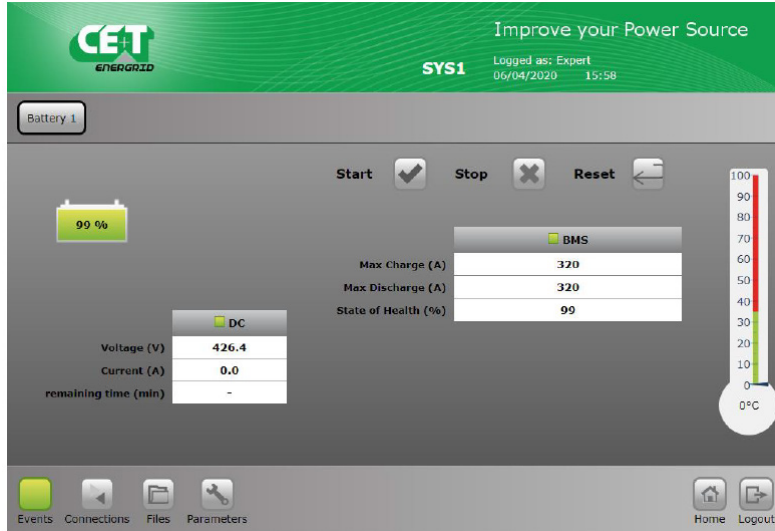 CE+T
ENERGRID
Improve your Power Source
SYS1
Logged as: Expert
06/04/2020 15:58
Battery 1
Start
Stop
Reset
99 %
BMS
Max Charge (A) 320
Max Discharge (A) 320
State of Health (%) 99
DC
Voltage (V) 426.4
Current (A) 0.0
remaining time (min) -
100
90
80
70
60
50
40
30
20
10
0
0°C
Events
Connections
Files
Parameters
Home
Logout